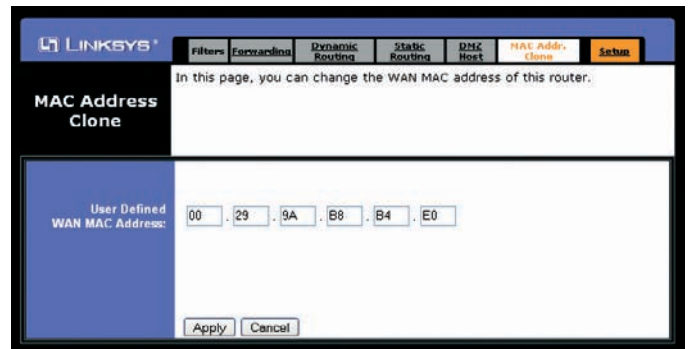 LINKSYS®
Filters Forwarding Dynamic Routing Static Routing DMZ Host MAC Addr. Clone Setup
MAC Address Clone
In this page, you can change the WAN MAC address of this router.
User Defined
WAN MAC Address:
00 . 29 . 9A . B8 . B4 . E0
Apply Cancel